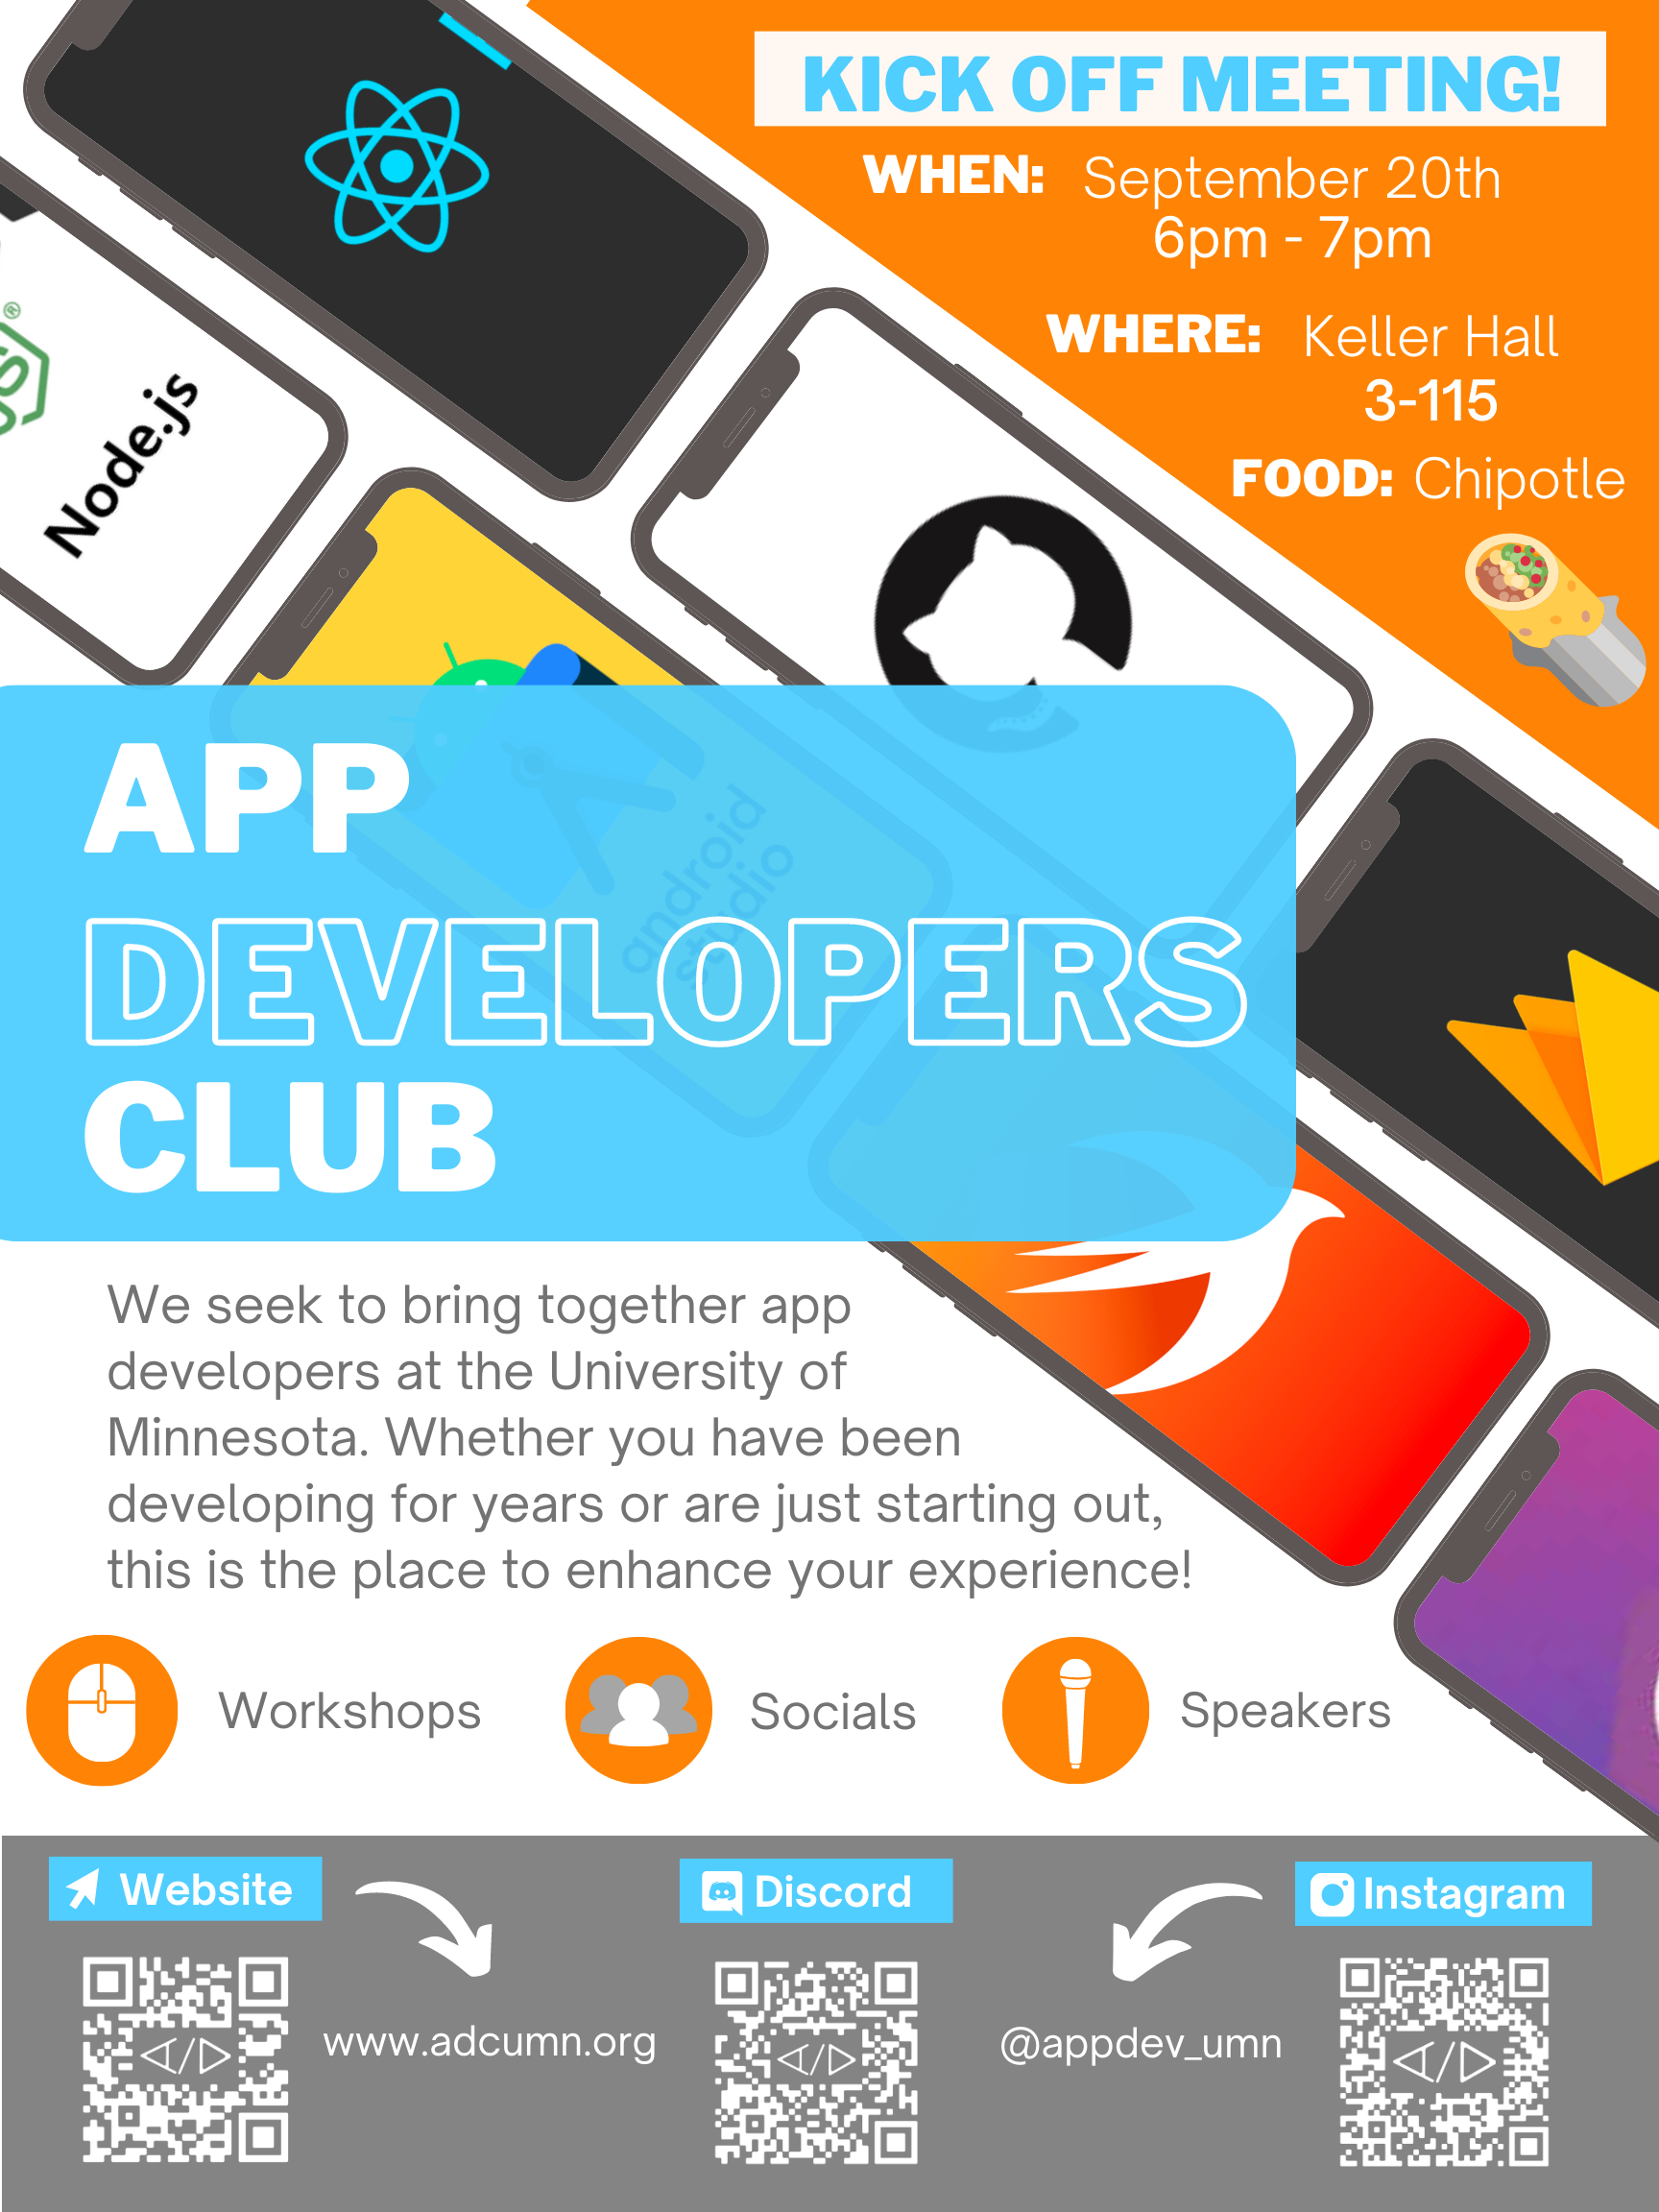 KICK OFF MEETING!
WHEN: September 20th
6pm - 7pm
WHERE: Keller Hall
3-115
FOOD: Chipotle
®
JS
Node.js
android
studio
APP
DEVELOPERS
CLUB
We seek to bring together app
developers at the University of
Minnesota. Whether you have been
developing for years or are just starting out,
this is the place to enhance your experience!
Workshops
Socials
Speakers
Website
Discord
Instagram
www.adcumn.org
@appdev_umn